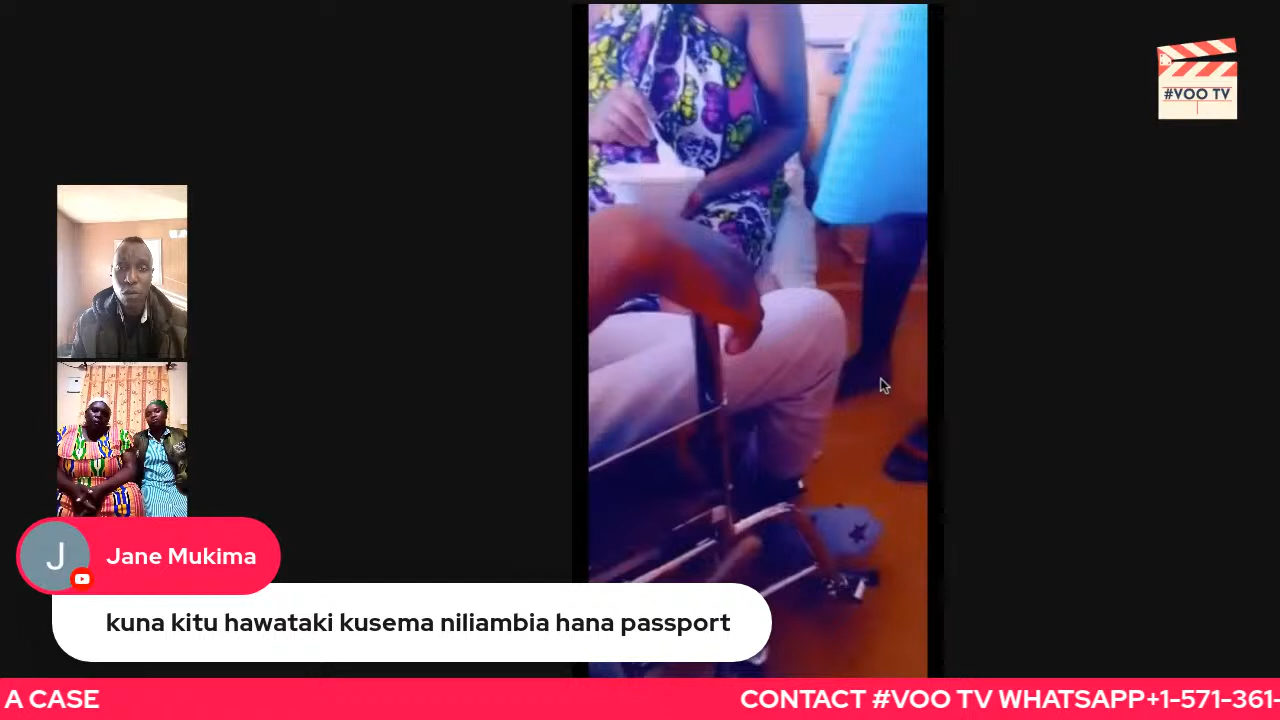 #VOO TV
J
Jane Mukima
kuna kitu hawataki kusema niliambia hana passport
A CASE
CONTACT #VOO TV WHATSAPP+1-571-361-